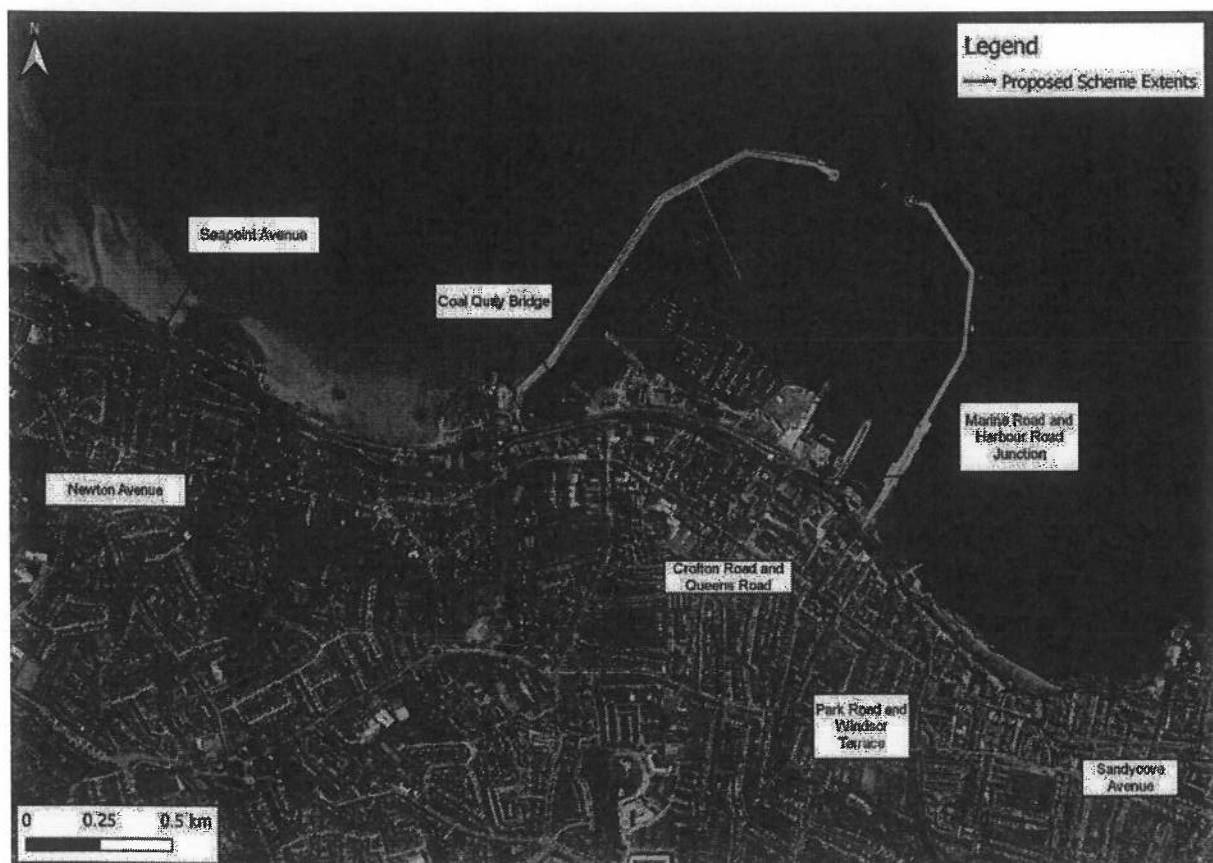 N
Legend
Proposed Scheme Extents
Seapoint Avenue
Coal Quay Bridge
Marine Road and
Harbour Road
Junction
Newton Avenue
Crofton Road and
Queens Road
Park Road and
Windsor
Terrace
Sandycove
Avenue
0 0.25 0.5 km